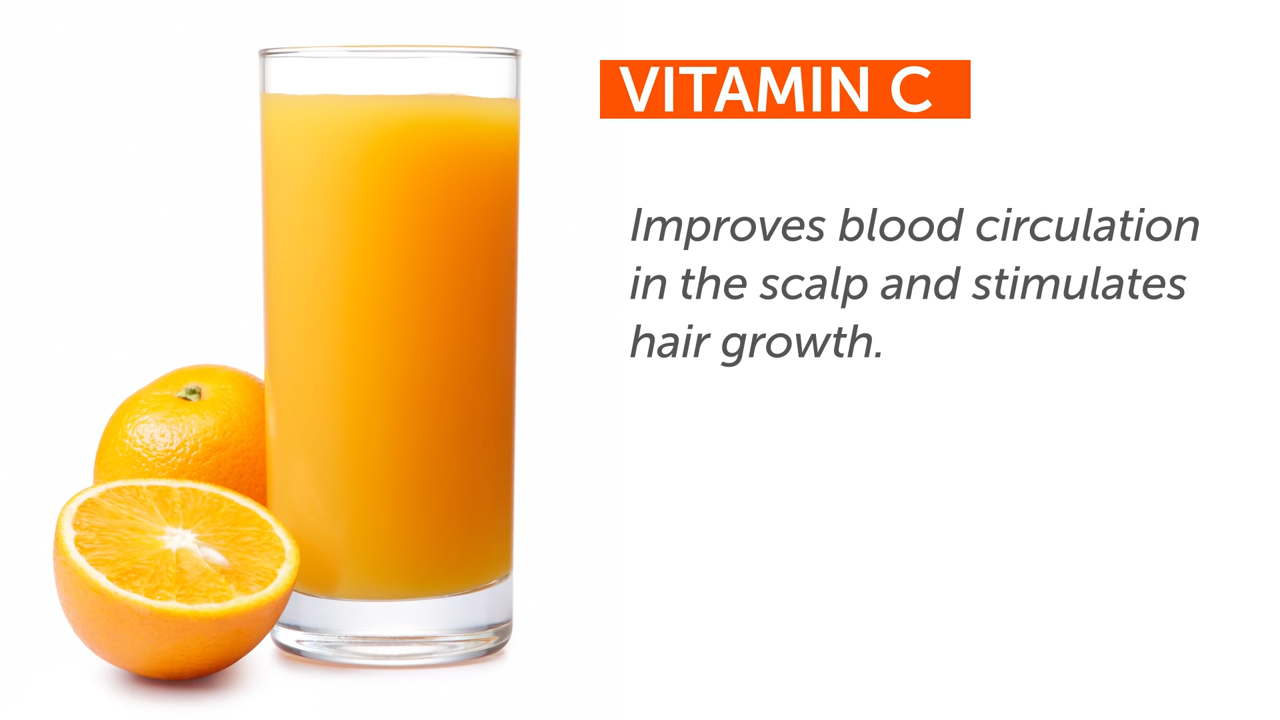 VITAMIN C
Improves blood circulation
in the scalp and stimulates
hair growth.